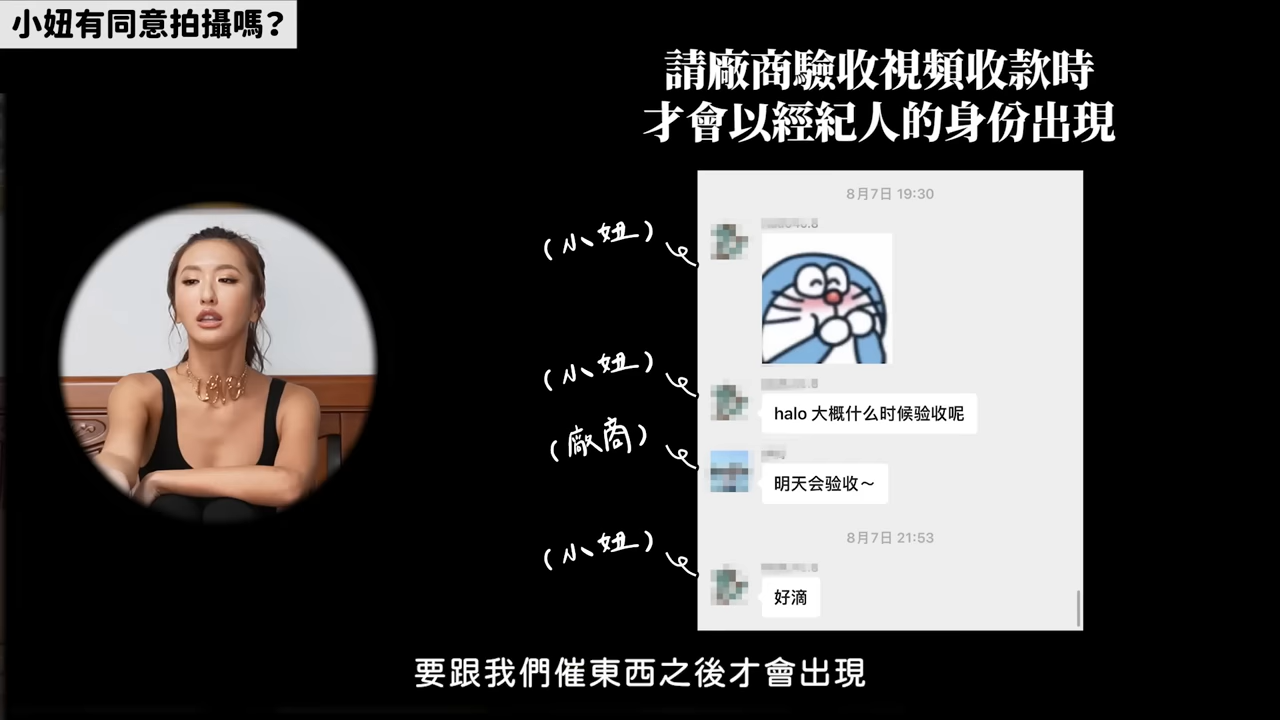 小妞有同意拍攝嗎？
請廠商驗收視頻收款時
才會以經紀人的身份出現
8月7日 19:30
(小妞)
(小妞)
halo 大概什么时候验收呢
(廠商)
明天会验收～
8月7日 21:53
(小妞)
好滴
要跟我們催東西之後才會出現